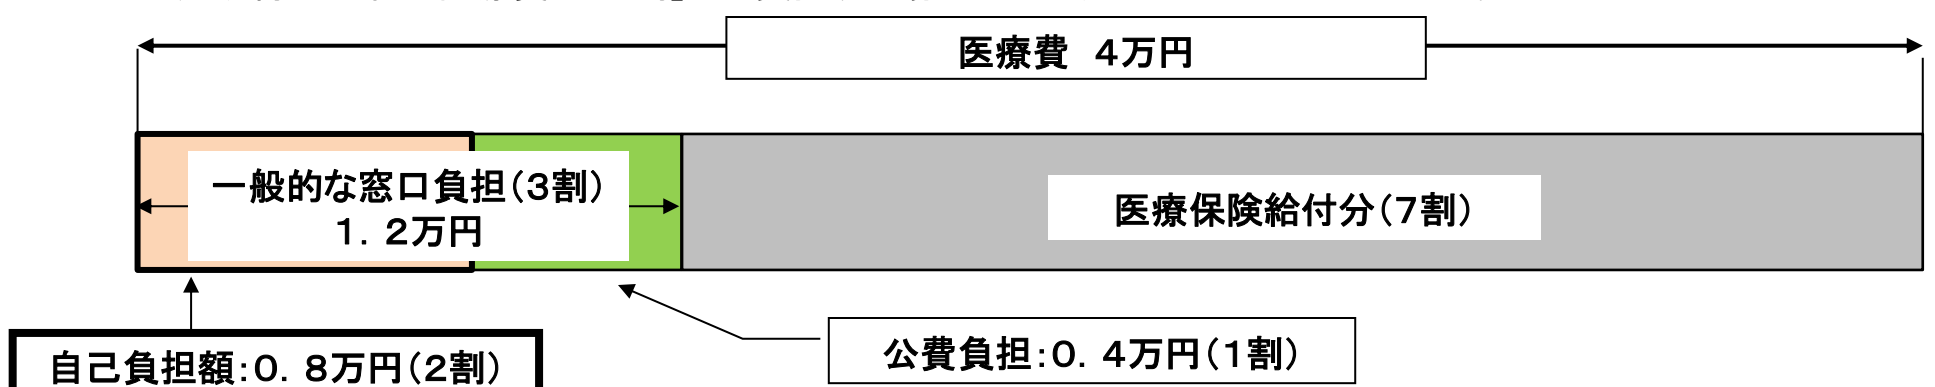 医療費　４万円
一般的な窓口負担（３割）
１．２万円
医療保険給付分（７割）
自己負担額：０．８万円（２割）
公費負担：０．４万円（１割）